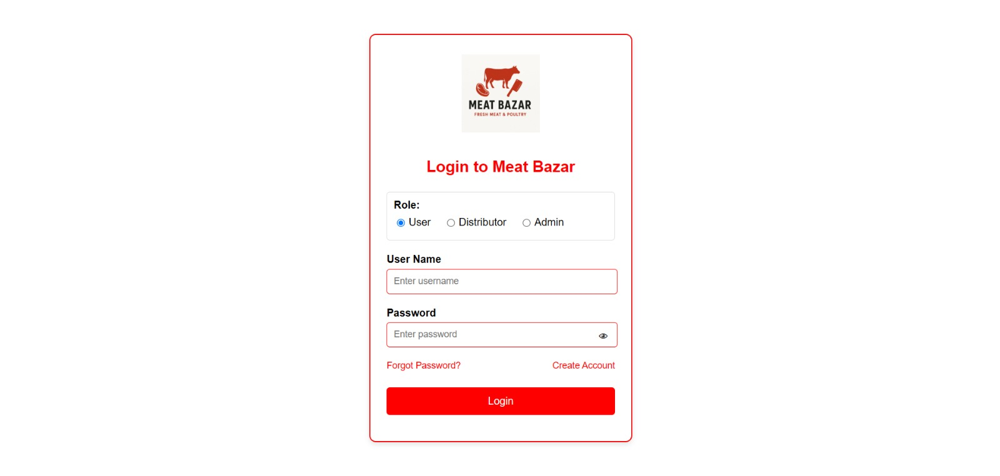 MEAT BAZAR
FRESH MEAT & POULTRY
Login to Meat Bazar
Role:
User Distributor Admin
User Name
Enter username
Password
Enter password
Forgot Password? Create Account
Login